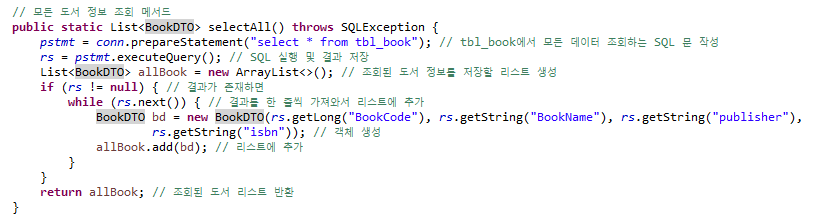 // 모든 도서 정보 조회 메서드
public static List<BookDTO> selectAll() throws SQLException {
    pstmt = conn.prepareStatement("select * from tbl_book"); // tbl_book에서 모든 데이터 조회하는 SQL 문 작성
    rs = pstmt.executeQuery(); // SQL 실행 및 결과 저장
    List<BookDTO> allBook = new ArrayList<>(); // 조회된 도서 정보를 저장할 리스트 생성
    if (rs != null) { // 결과가 존재하면
        while (rs.next()) { // 결과를 한 줄씩 가져와서 리스트에 추가
            BookDTO bd = new BookDTO(rs.getLong("BookCode"), rs.getString("BookName"), rs.getString("publisher"),
                    rs.getString("isbn")); // 객체 생성
            allBook.add(bd); // 리스트에 추가
        }
    }
    return allBook; // 조회된 도서 리스트 반환
}